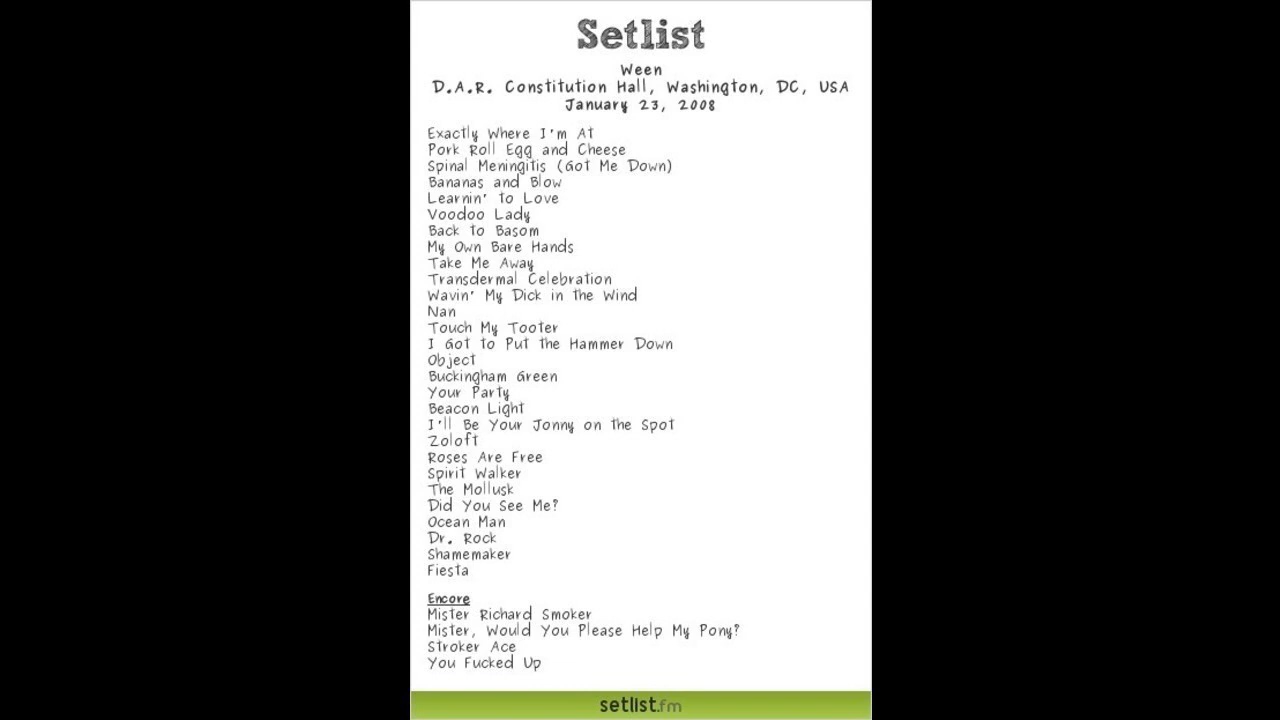 Setlist
Ween
D.A.R. Constitution Hall, Washington, DC, USA
January 23, 2008
Exactly Where I'm At
Pork Roll Egg and Cheese
Spinal Meningitis (Got Me Down)
Bananas and Blow
Learnin' to Love
Voodoo Lady
Back to Basom
My Own Bare Hands
Take Me Away
Transdermal Celebration
Wavin' My Dick in the Wind
Nan
Touch My Tooter
I Got to Put the Hammer Down
Object
Buckingham Green
Your Party
Beacon Light
I'll Be Your Jonny on the Spot
Zoloft
Roses Are Free
Spirit Walker
The Mollusk
Did You See Me?
Ocean Man
Dr. Rock
Shamemaker
Fiesta
Encore
Mister Richard Smoker
Mister, Would You Please Help My Pony?
Stroker Ace
You Fucked Up
setlist.fm